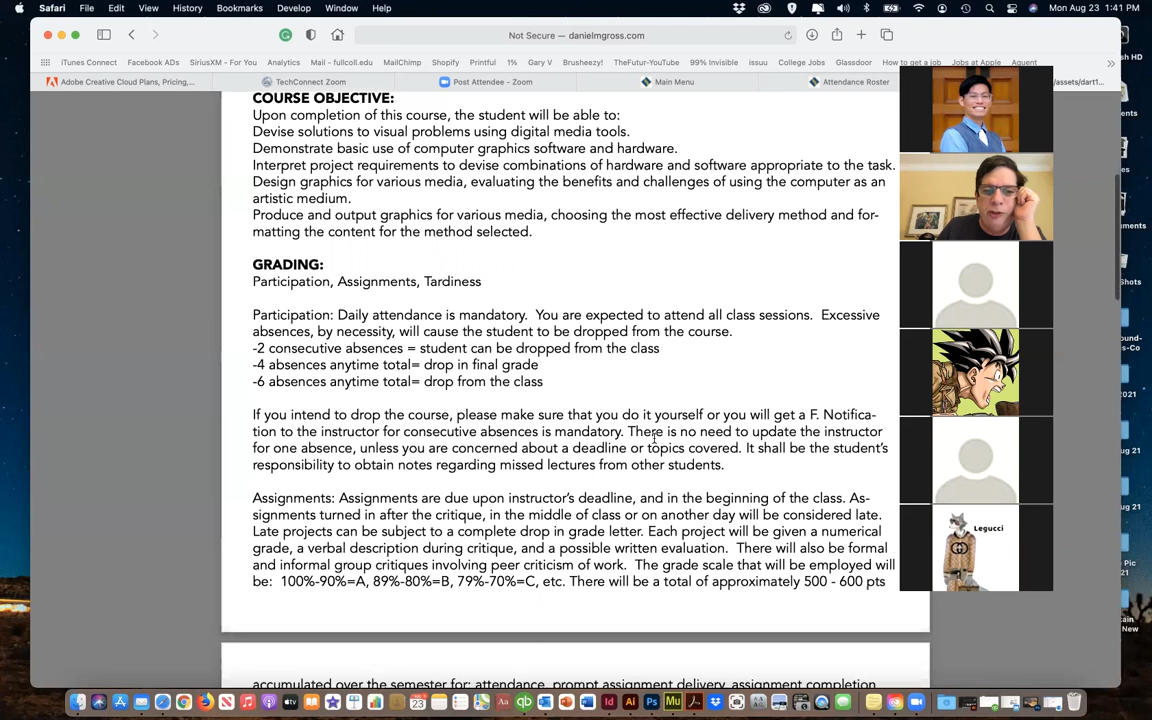 Safari File Edit View History Bookmarks Develop Window Help
Mon Aud 23 1:41 PM
Not Secure — danielmgross.com
iTunes Connect Facebook ADs SiriusXM - For You Analytics Mail - fullcoll.edu MailChimp Shopify Printful 1% Gary V Brusheezy! TheFutur-YouTube 99% Invisible issuu College Jobs Glassdoor How to get a job Jobs at Apple Aquent
Adobe Creative Cloud Plans, Pricing,... TechConnect Zoom Post Attendee - Zoom Main Menu Attendance Roster /assets/dart1...
COURSE OBJECTIVE:
Upon completion of this course, the student will be able to:
Devise solutions to visual problems using digital media tools.
Demonstrate basic use of computer graphics software and hardware.
Interpret project requirements to devise combinations of hardware and software appropriate to the task.
Design graphics for various media, evaluating the benefits and challenges of using the computer as an
artistic medium.
Produce and output graphics for various media, choosing the most effective delivery method and for-
matting the content for the method selected.
GRADING:
Participation, Assignments, Tardiness
Participation: Daily attendance is mandatory. You are expected to attend all class sessions. Excessive
absences, by necessity, will cause the student to be dropped from the course.
-2 consecutive absences = student can be dropped from the class
-4 absences anytime total= drop in final grade
-6 absences anytime total= drop from the class
If you intend to drop the course, please make sure that you do it yourself or you will get a F. Notifica-
tion to the instructor for consecutive absences is mandatory. There is no need to update the instructor
for one absence, unless you are concerned about a deadline or topics covered. It shall be the student's
responsibility to obtain notes regarding missed lectures from other students.
Assignments: Assignments are due upon instructor's deadline, and in the beginning of the class. As-
signments turned in after the critique, in the middle of class or on another day will be considered late.
Late projects can be subject to a complete drop in grade letter. Each project will be given a numerical
grade, a verbal description during critique, and a possible written evaluation. There will also be formal
and informal group critiques involving peer criticism of work. The grade scale that will be employed will
be: 100%-90%=A, 89%-80%=B, 79%-70%=C, etc. There will be a total of approximately 500 - 600 pts
accumulated over the semester for: attendance, prompt assignment delivery, assignment completion
Legucci